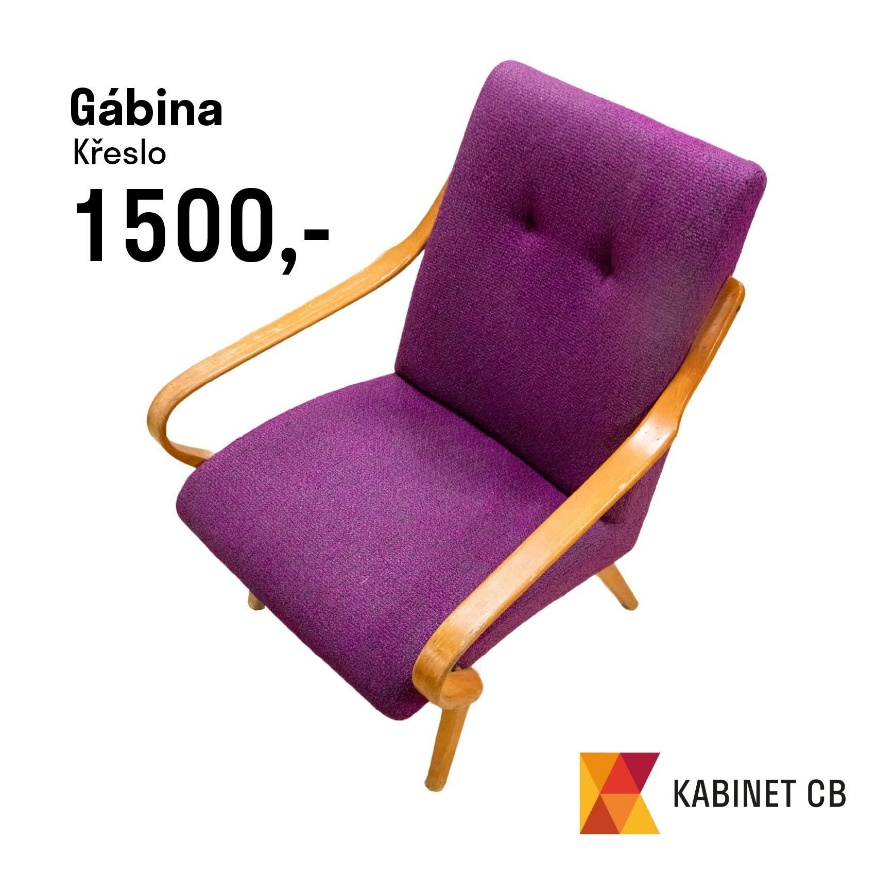 Gábina
Křeslo
1500,-
KABINET CB